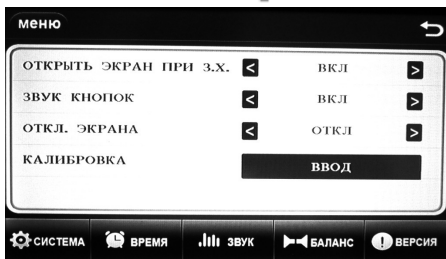 меню
ОТКРЫТЬ ЭКРАН ПРИ З.Х. < ВКЛ >
ЗВУК КНОПОК < ВКЛ >
ОТКЛ. ЭКРАНА < ОТКЛ >
КАЛИБРОВКА ВВОД
СИСТЕМА ВРЕМЯ ЗВУК БАЛАНС ВЕРСИЯ